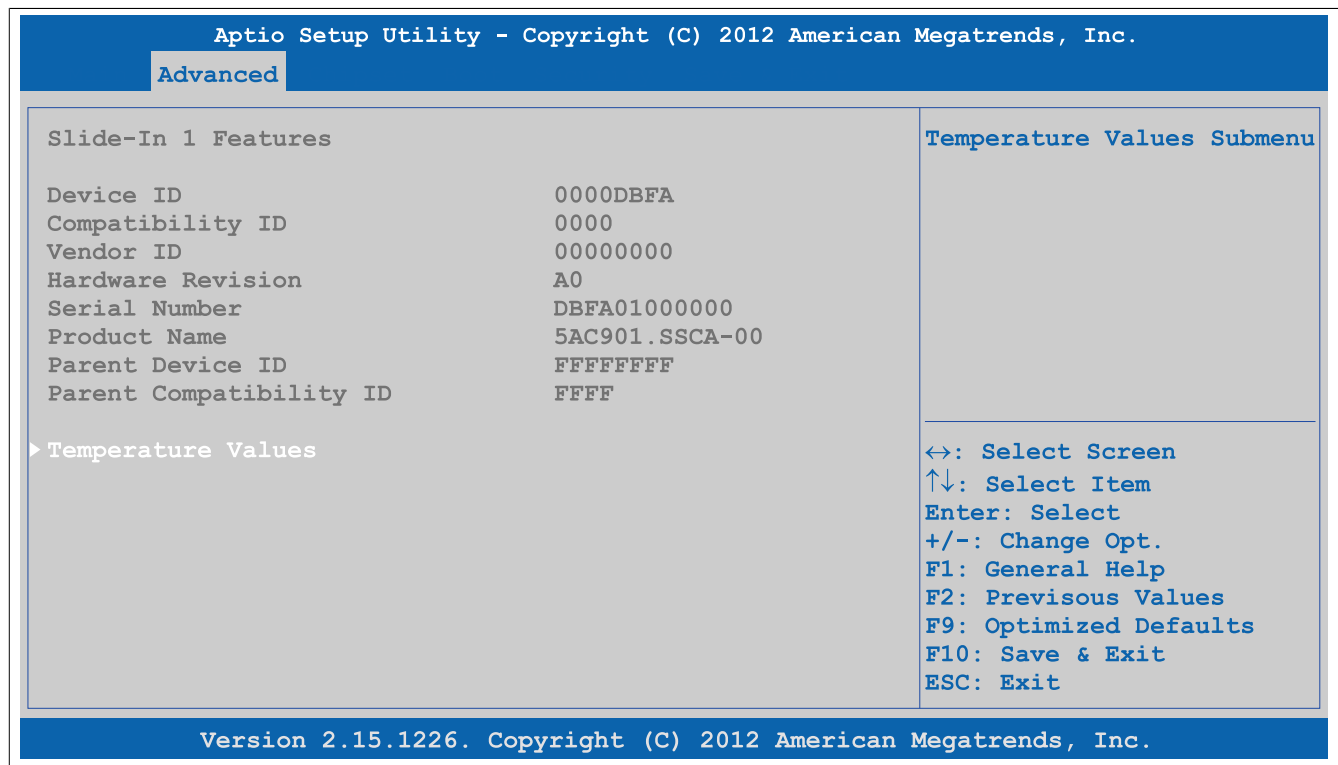 Aptio Setup Utility - Copyright (C) 2012 American Megatrends, Inc.
Advanced
Slide-In 1 Features
Device ID 0000DBFA
Compatibility ID 0000
Vendor ID 00000000
Hardware Revision A0
Serial Number DBFA01000000
Product Name 5AC901.SSCA-00
Parent Device ID FFFFFFFF
Parent Compatibility ID FFFF
Temperature Values
Temperature Values Submenu
↔: Select Screen
↑↓: Select Item
Enter: Select
+/-: Change Opt.
F1: General Help
F2: Previsous Values
F9: Optimized Defaults
F10: Save & Exit
ESC: Exit
Version 2.15.1226. Copyright (C) 2012 American Megatrends, Inc.